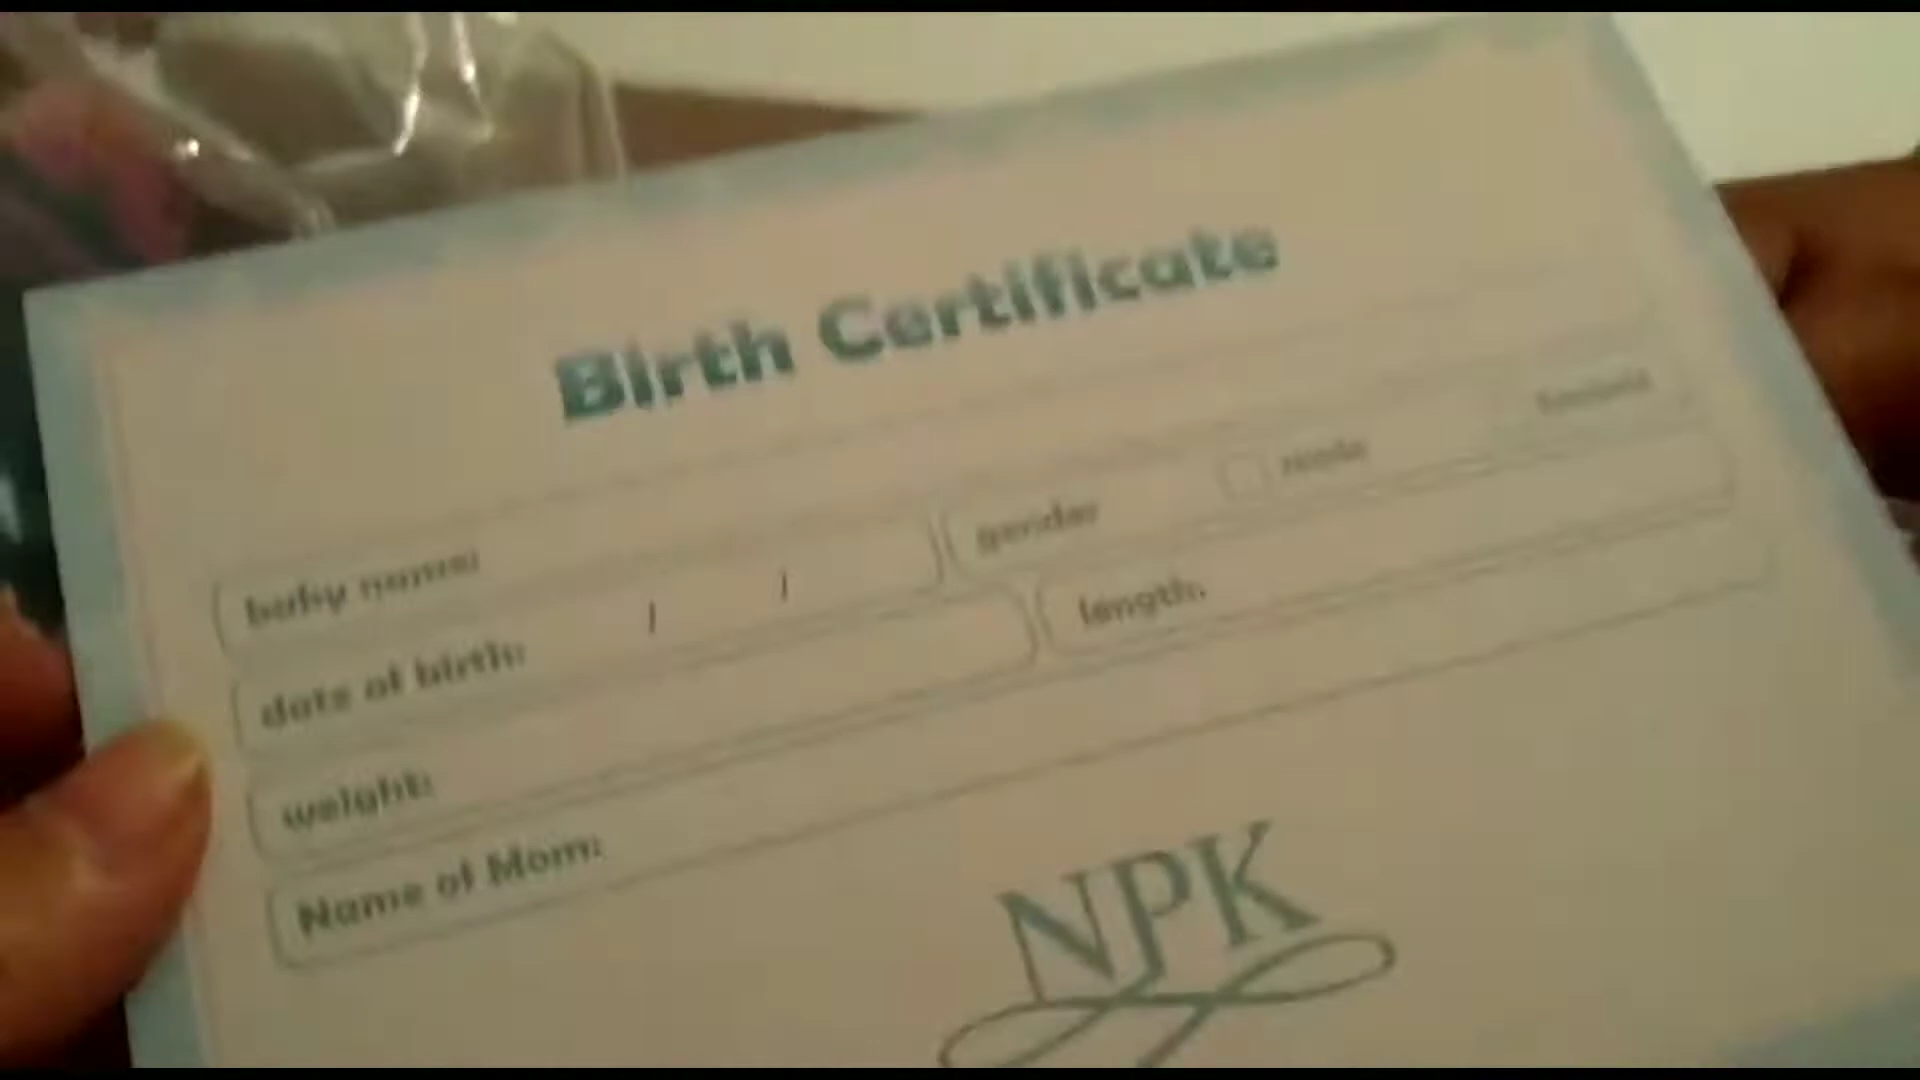 Birth Certificate
baby name:
date of birth: / / gender male female
weight: length:
Name of Mom:
NPK